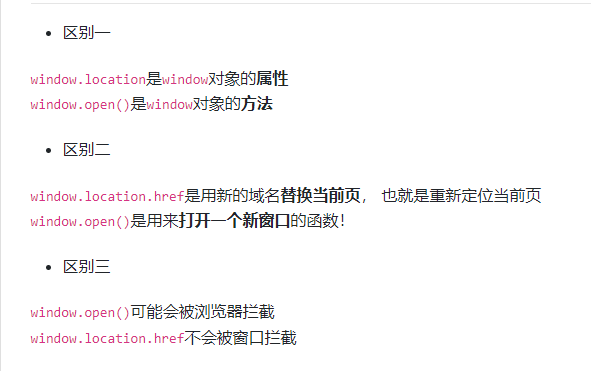 区别一
window.location是window对象的属性
window.open()是window对象的方法
区别二
window.location.href是用新的域名替换当前页， 也就是重新定位当前页
window.open()是用来打开一个新窗口的函数！
区别三
window.open()可能会被浏览器拦截
window.location.href不会被窗口拦截